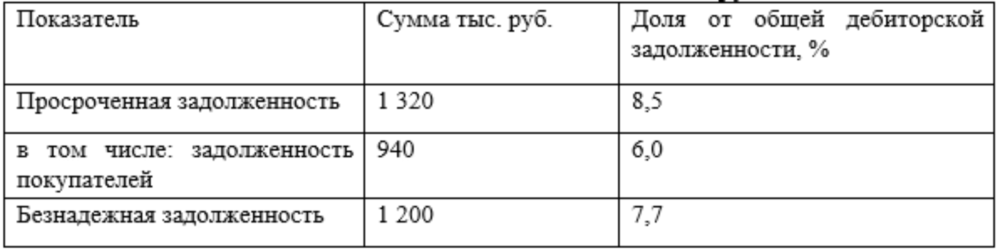 Показатель
Сумма тыс. руб.
Доля от общей дебиторской
задолженности, %
Просроченная задолженность
1 320
8,5
в том числе: задолженность
покупателей
940
6,0
Безнадежная задолженность
1 200
7,7